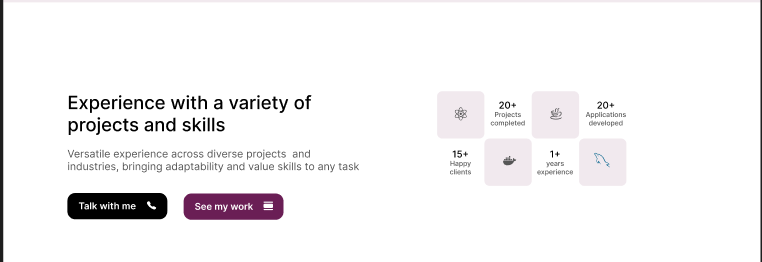 Experience with a variety of
projects and skills
Versatile experience across diverse projects  and
industries, bringing adaptability and value skills to any task
Talk with me
See my work
20+
Projects
completed
20+
Applications
developed
15+
Happy
clients
1+
years
experience